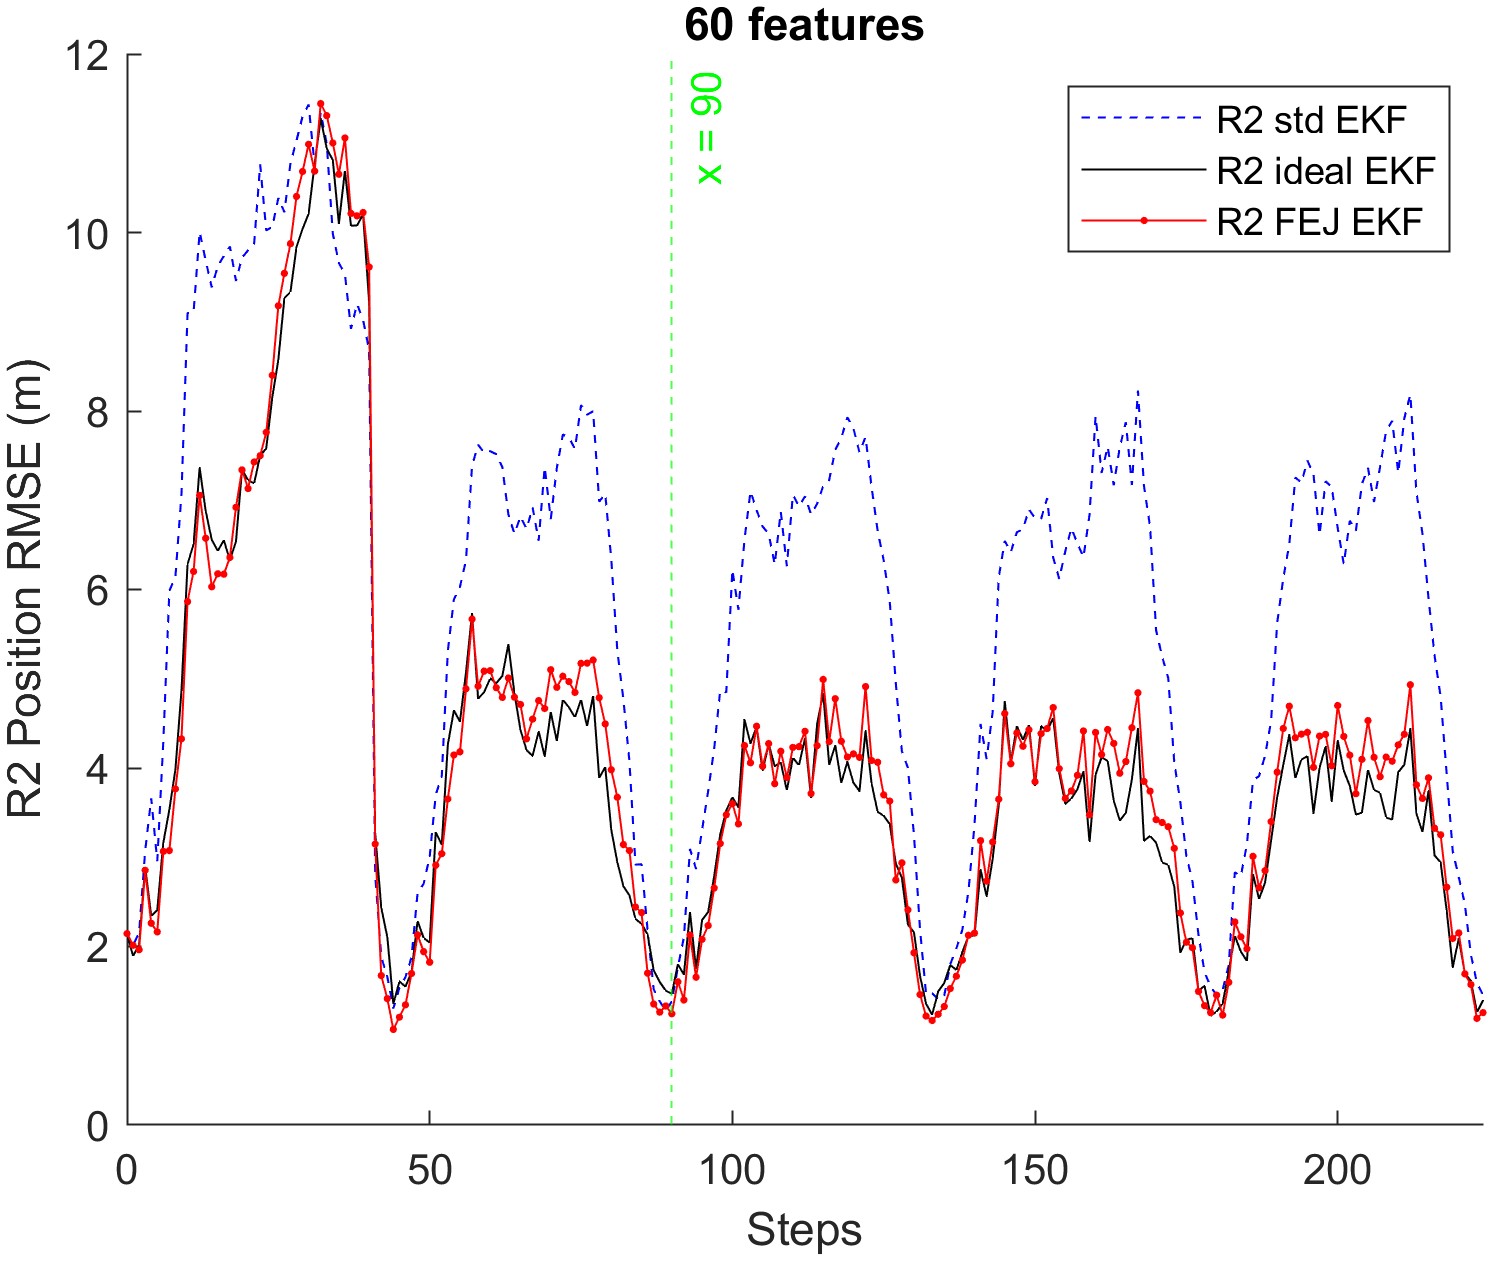 60 features
12
10
8
6
4
2
0
R2 Position RMSE (m)
x = 90
R2 std EKF
R2 ideal EKF
R2 FEJ EKF
0
50
100
150
200
Steps